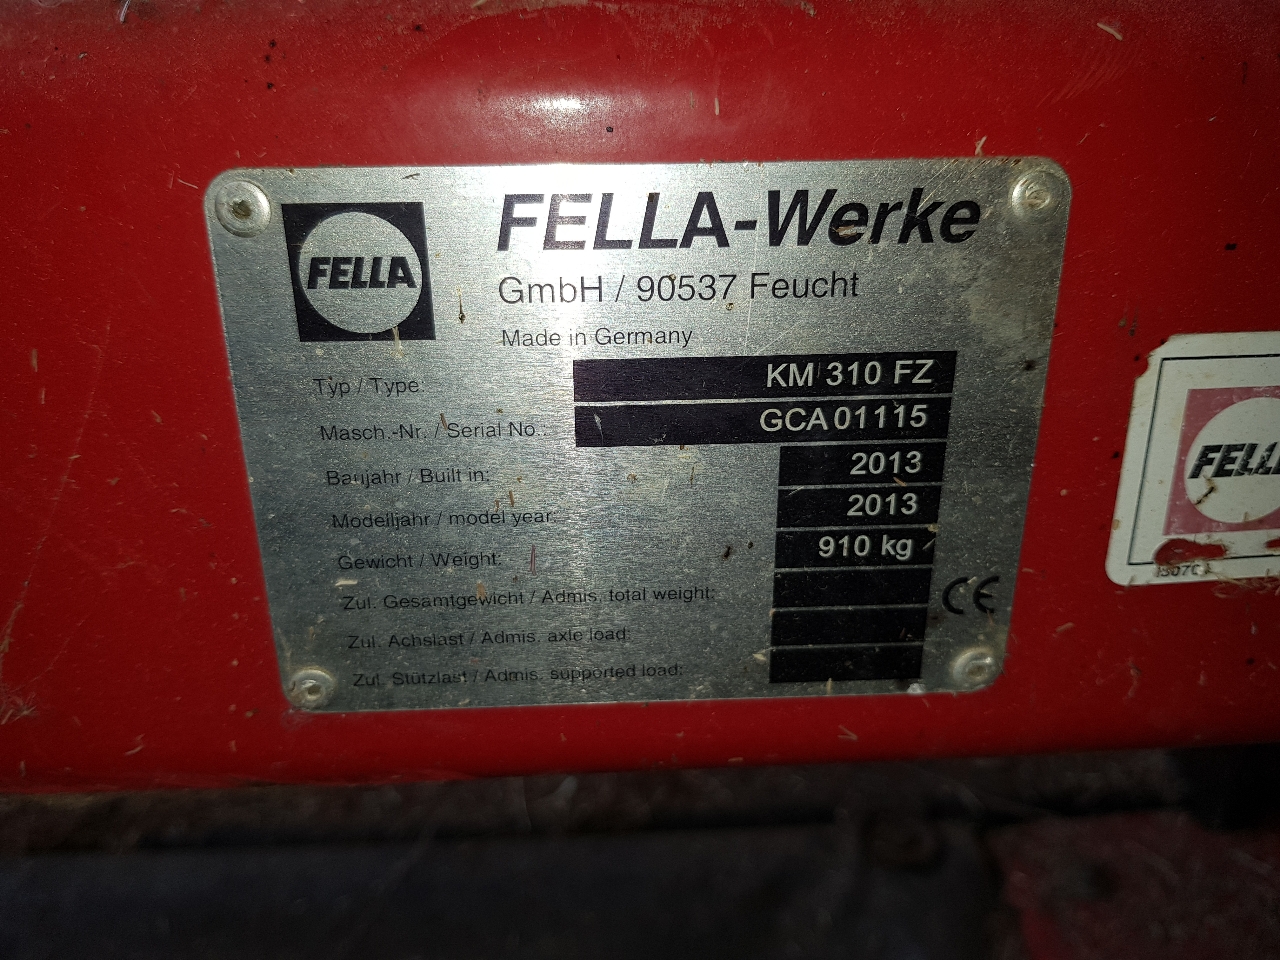 FELLA
FELLA-Werke
GmbH / 90537 Feucht
Made in Germany
Typ / Type: KM 310 FZ
Masch.-Nr. / Serial No.: GCA 01115
Baujahr / Built in: 2013
Modelljahr / model year: 2013
Gewicht / Weight: 910 kg
Zul. Gesamtgewicht / Admis. total weight:
Zul. Achslast / Admis. axle load:
Zul. Stützlast / Admis. supported load:
CE
FELL